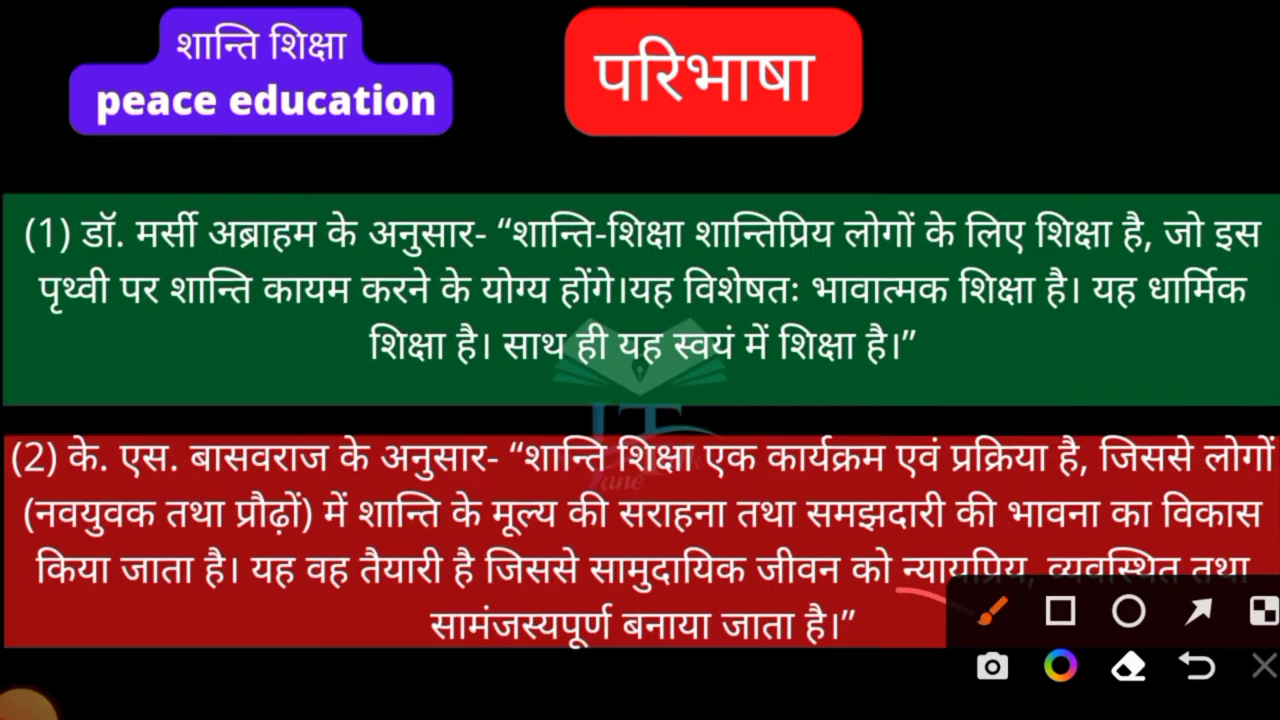 शान्ति शिक्षा
peace education
परिभाषा
(1) डॉ. मर्सी अब्राहम के अनुसार- “शान्ति-शिक्षा शान्तिप्रिय लोगों के लिए शिक्षा है, जो इस
पृथ्वी पर शान्ति कायम करने के योग्य होंगे।यह विशेषतः भावात्मक शिक्षा है। यह धार्मिक
शिक्षा है। साथ ही यह स्वयं में शिक्षा है।”
(2) के. एस. बासवराज के अनुसार- “शान्ति शिक्षा एक कार्यक्रम एवं प्रक्रिया है, जिससे लोगों
(नवयुवक तथा प्रौढ़ों) में शान्ति के मूल्य की सराहना तथा समझदारी की भावना का विकास
किया जाता है। यह वह तैयारी है जिससे सामुदायिक जीवन को न्यायप्रिय, व्यवस्थित तथा
सामंजस्यपूर्ण बनाया जाता है।”